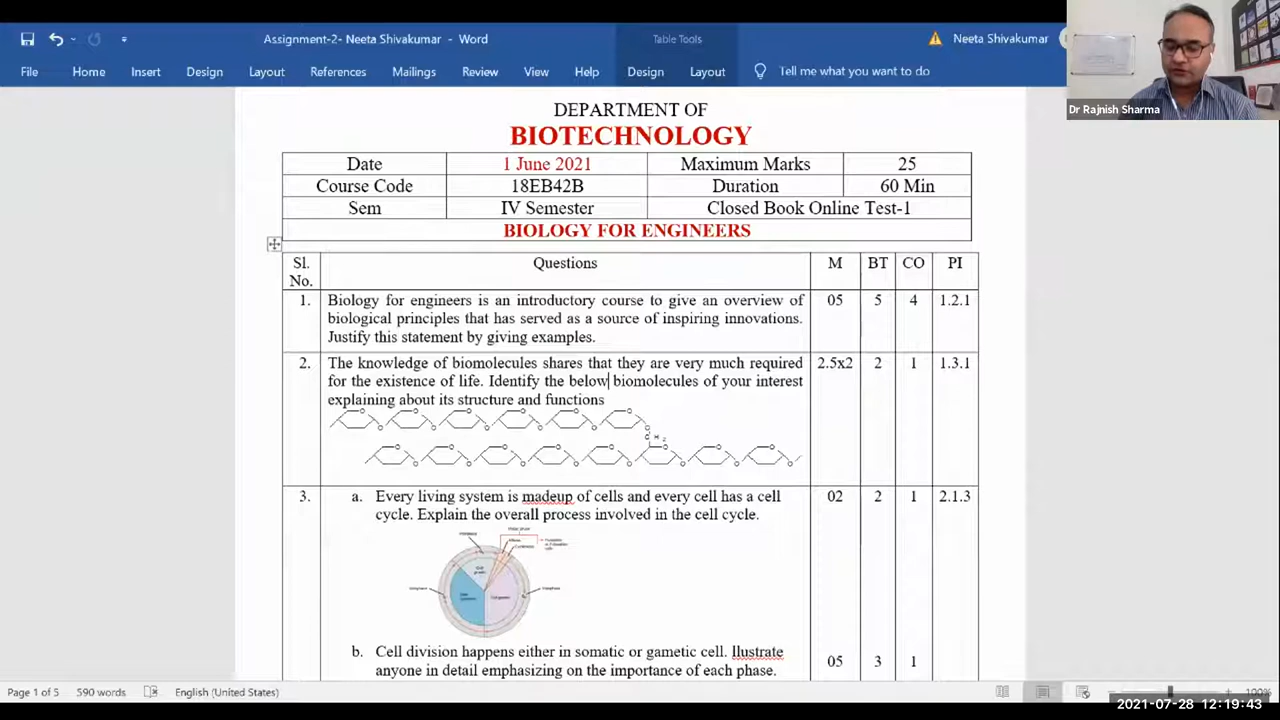 Assignment-2- Neeta Shivakumar - Word
Table Tools
Neeta Shivakumar
File Home Insert Design Layout References Mailings Review View Help Design Layout Tell me what you want to do
Dr Rajnish Sharma
DEPARTMENT OF
BIOTECHNOLOGY
Date 1 June 2021 Maximum Marks 25
Course Code 18EB42B Duration 60 Min
Sem IV Semester Closed Book Online Test-1
BIOLOGY FOR ENGINEERS
Sl. Questions M BT CO PI
No.
1. Biology for engineers is an introductory course to give an overview of 05 5 4 1.2.1
biological principles that has served as a source of inspiring innovations.
Justify this statement by giving examples.
2. The knowledge of biomolecules shares that they are very much required 2.5x2 2 1 1.3.1
for the existence of life. Identify the below biomolecules of your interest
explaining about its structure and functions
3. a. Every living system is madeup of cells and every cell has a cell 02 2 1 2.1.3
cycle. Explain the overall process involved in the cell cycle.
b. Cell division happens either in somatic or gametic cell. Ilustrate
anyone in detail emphasizing on the importance of each phase. 05 3 1
Page 1 of 5 590 words English (United States) 100%
2021-07-28 12:19:43